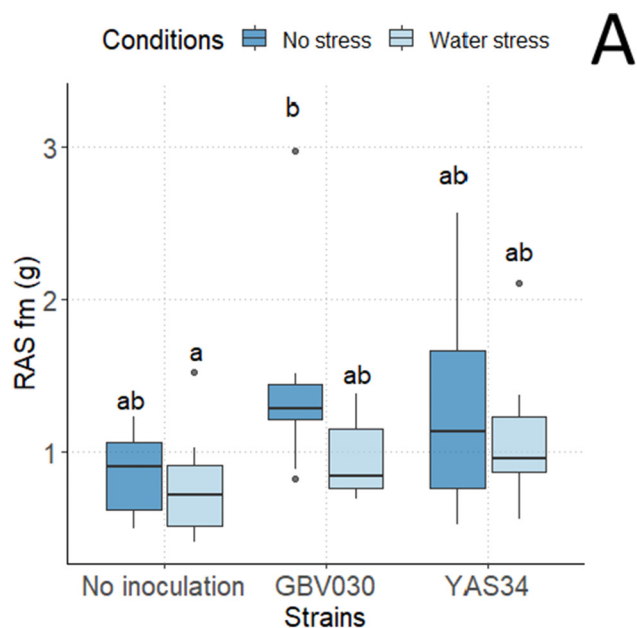 Conditions No stress Water stress A
b
3
ab
ab
2
a
ab
ab
1
RAS fm (g)
No inoculation GBV030 YAS34
Strains